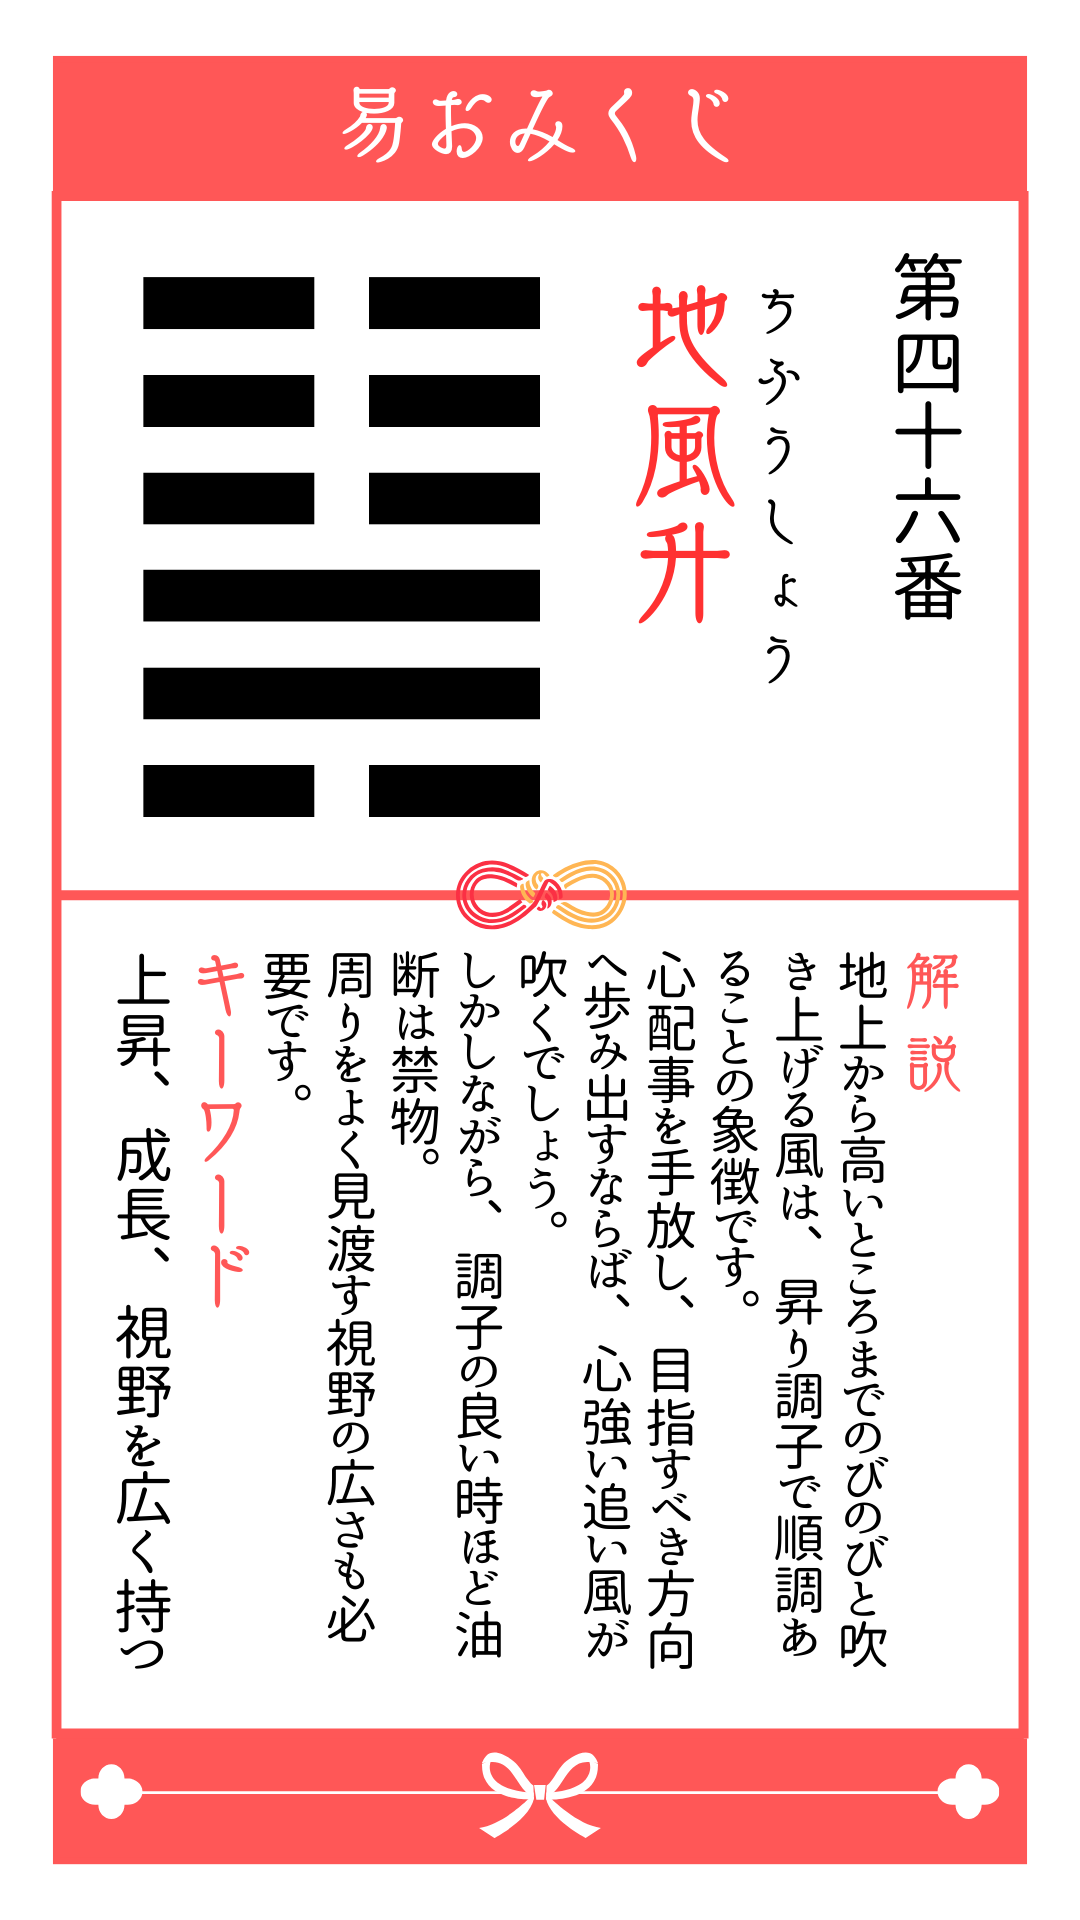 易おみくじ
第四十六番
ちふうしょう
地風升
解説
地上から高いところまでのびのびと吹
き上げる風は、昇り調子で順調あ
ることの象徴です。
心配事を手放し、目指すべき方向
へ歩み出すならば、心強い追い風が
吹くでしょう。
しかしながら、調子の良い時ほど油
断は禁物。
周りをよく見渡す視野の広さも必
要です。
キーワード
上昇、成長、視野を広く持つ